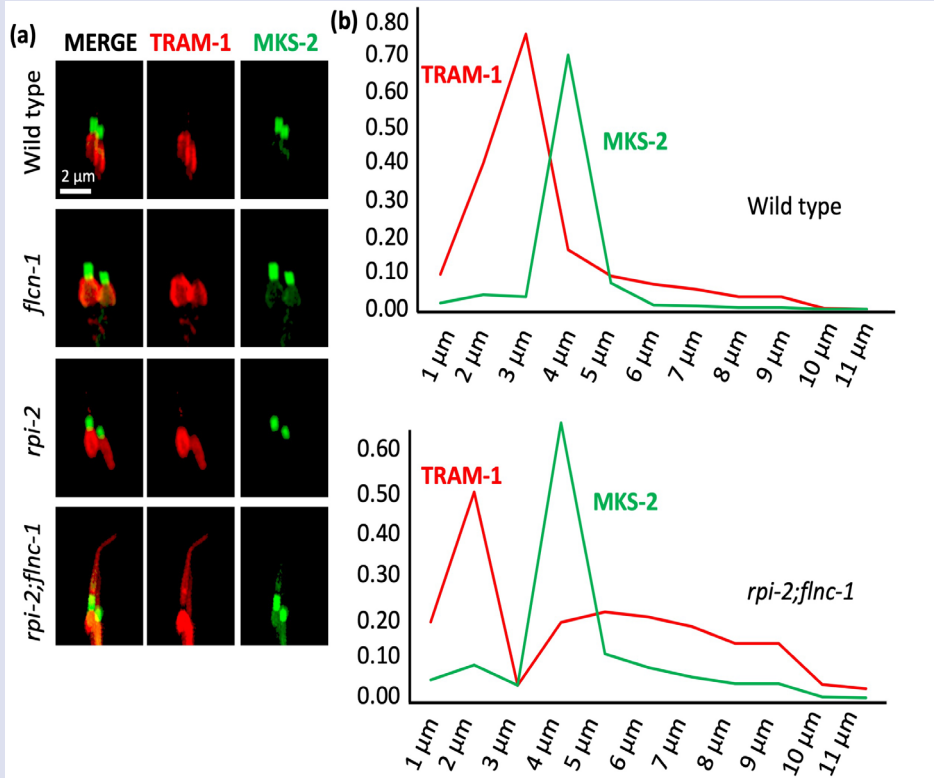 (a)
MERGE TRAM-1 MKS-2
Wild type
2 µm
flcn-1
rpi-2
rpi-2;flnc-1
(b)
0.80
0.70
0.60
0.50
0.40
0.30
0.20
0.10
0.00
TRAM-1
MKS-2
Wild type
1 µm 2 µm 3 µm 4 µm 5 µm 6 µm 7 µm 8 µm 9 µm 10 µm 11 µm
0.60
0.50
0.40
0.30
0.20
0.10
0.00
TRAM-1
MKS-2
rpi-2;flnc-1
1 µm 2 µm 3 µm 4 µm 5 µm 6 µm 7 µm 8 µm 9 µm 10 µm 11 µm